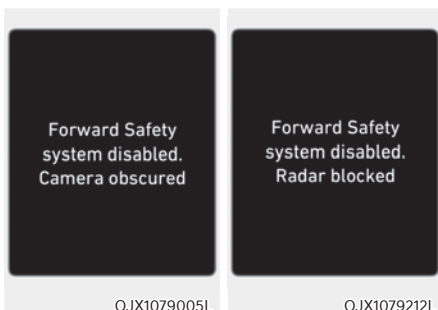 Forward Safety
system disabled.
Camera obscured
Forward Safety
system disabled.
Radar blocked
OJX1079005L
OJX1079212L